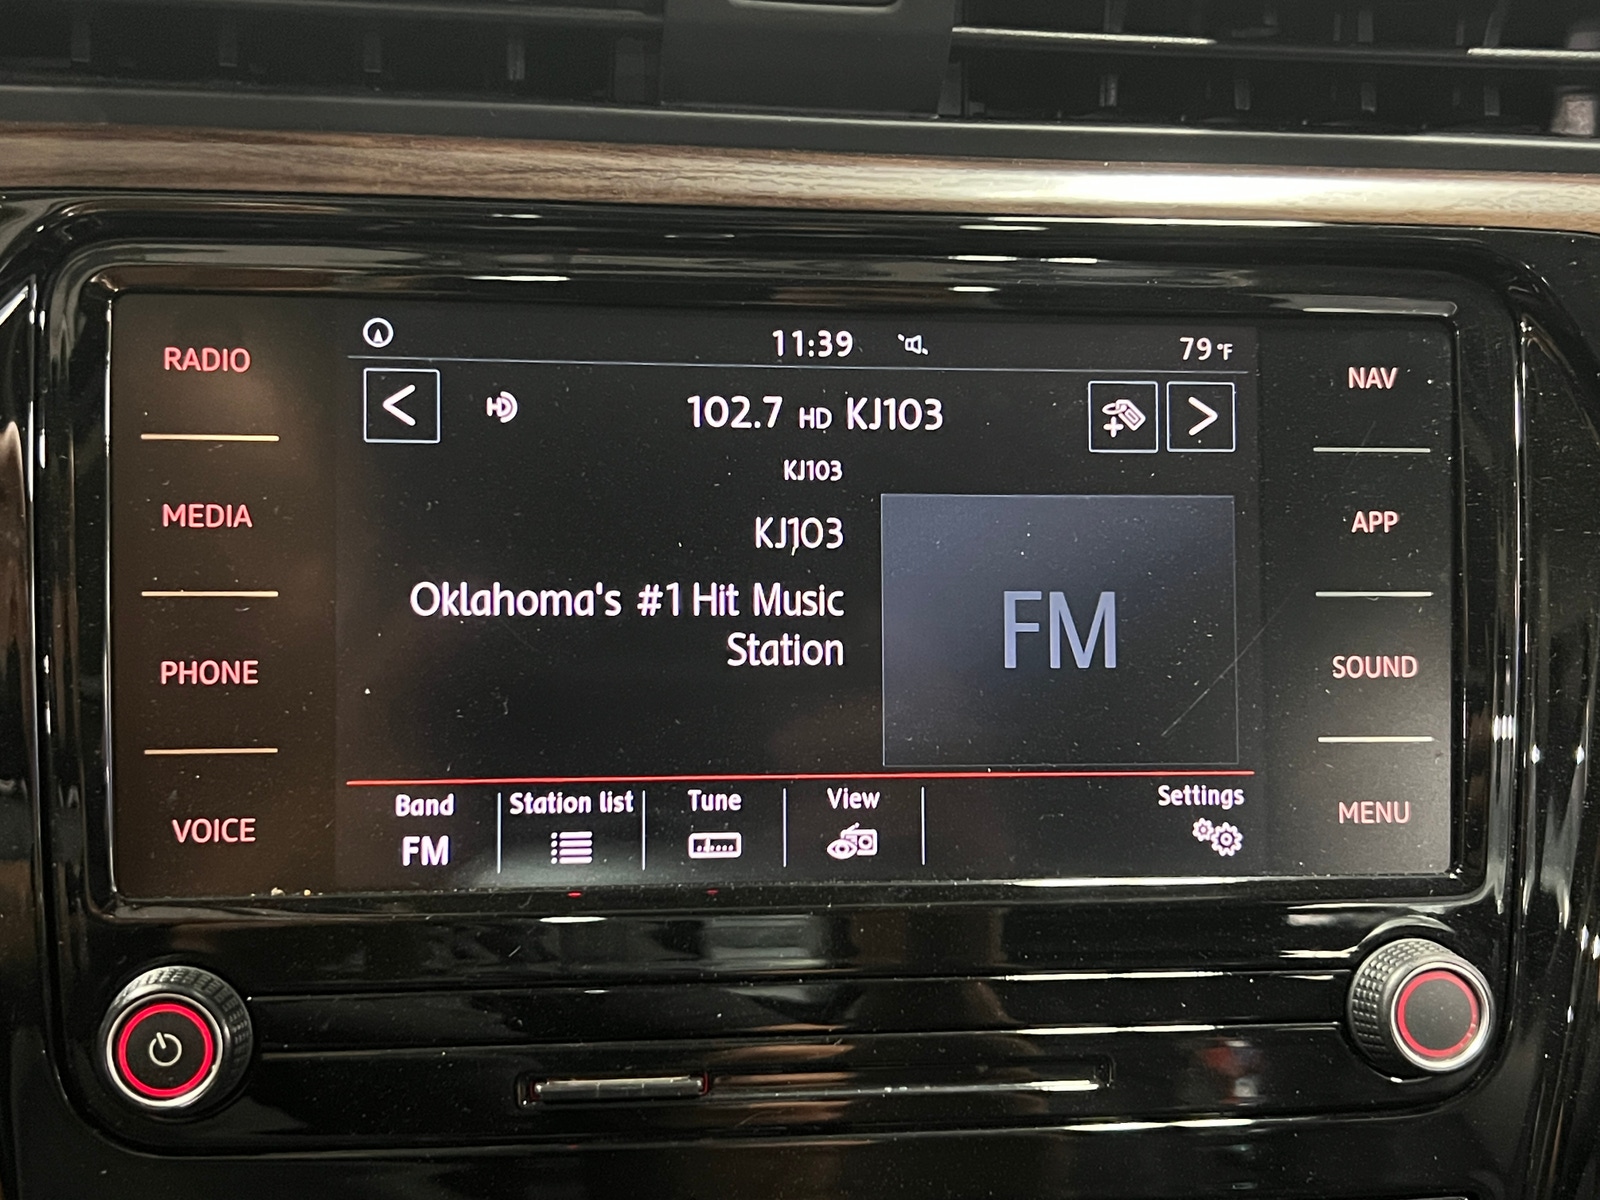 RADIO
MEDIA
PHONE
VOICE
11:39
79°F
HD
102.7 HD KJ103
KJ103
KJ103
Oklahoma's #1 Hit Music
Station
FM
Band
FM
Station list
Tune
View
Settings
NAV
APP
SOUND
MENU